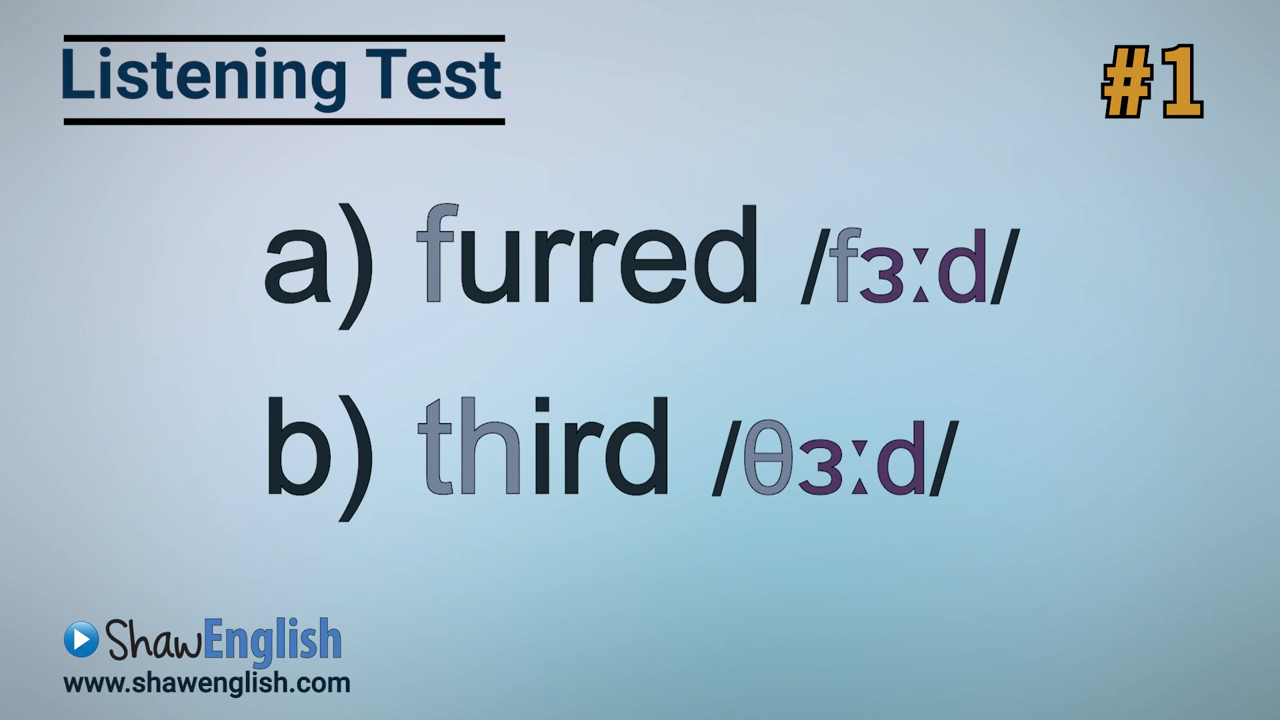 Listening Test
#1
a) furred /fɜːd/
b) third /θɜːd/
ShawEnglish
www.shawenglish.com